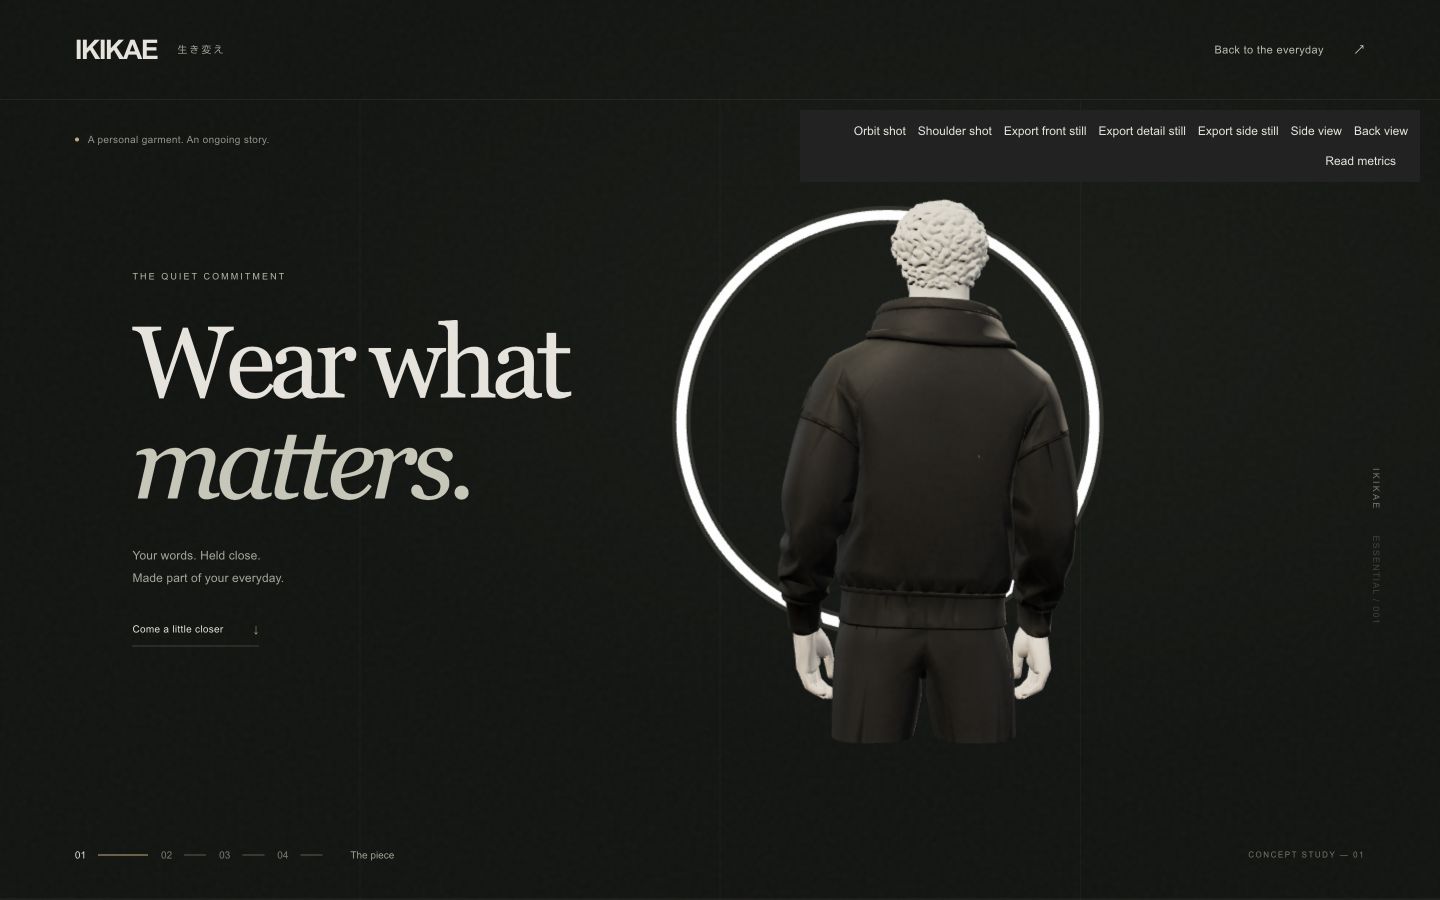 IKIKAE 生き変え
Back to the everyday ↗
• A personal garment. An ongoing story.
Orbit shot Shoulder shot Export front still Export detail still Export side still Side view Back view
Read metrics
THE QUIET COMMITMENT
Wear what
matters.
Your words. Held close.
Made part of your everyday.
Come a little closer ↓
IKIKAE ESSENTIAL / 001
01 02 03 04 The piece
CONCEPT STUDY — 01